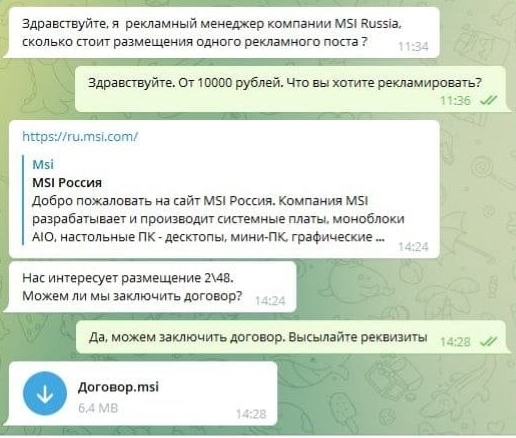 Здравствуйте, я рекламный менеджер компании MSI Russia,
сколько стоит размещения одного рекламного поста ?
11:34
Здравствуйте. От 10000 рублей. Что вы хотите рекламировать?
11:36
https://ru.msi.com/
Msi
MSI Россия
Добро пожаловать на сайт MSI Россия. Компания MSI
разрабатывает и производит системные платы, моноблоки
AIO, настольные ПК - десктопы, мини-ПК, графические ...
14:24
Нас интересует размещение 2\48.
Можем ли мы заключить договор?
14:24
Да, можем заключить договор. Высылайте реквизиты
14:28
Договор.msi
6,4 MB
14:28